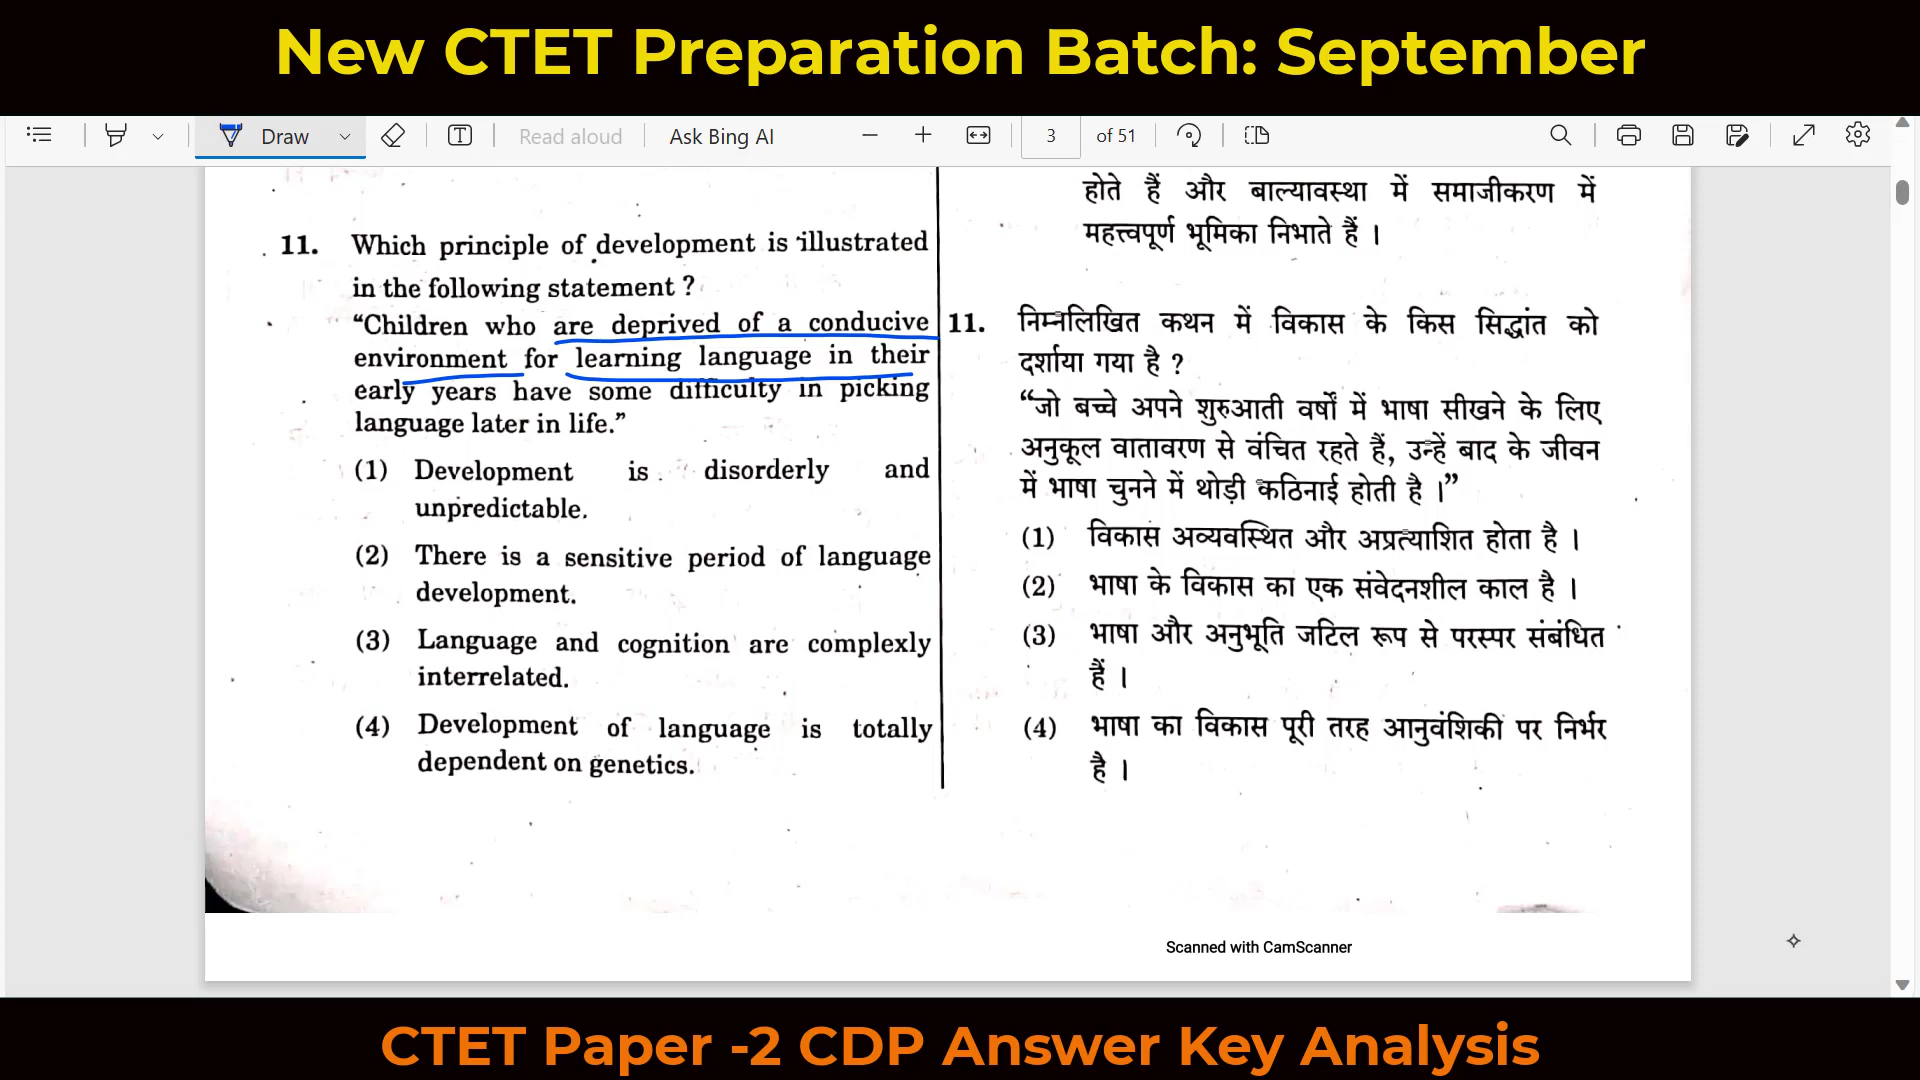 New CTET Preparation Batch: September
Draw
Read aloud
Ask Bing AI
3
of 51
11. Which principle of development is illustrated
in the following statement ?
“Children who are deprived of a conducive
environment for learning language in their
early years have some difficulty in picking
language later in life.”
(1) Development is disorderly and
unpredictable.
(2) There is a sensitive period of language
development.
(3) Language and cognition are complexly
interrelated.
(4) Development of language is totally
dependent on genetics.
होते हैं और बाल्यावस्था में समाजीकरण में
महत्त्वपूर्ण भूमिका निभाते हैं ।
11. निम्नलिखित कथन में विकास के किस सिद्धांत को
दर्शाया गया है ?
“जो बच्चे अपने शुरुआती वर्षों में भाषा सीखने के लिए
अनुकूल वातावरण से वंचित रहते हैं, उन्हें बाद के जीवन
में भाषा चुनने में थोड़ी कठिनाई होती है ।”
(1) विकास अव्यवस्थित और अप्रत्याशित होता है ।
(2) भाषा के विकास का एक संवेदनशील काल है ।
(3) भाषा और अनुभूति जटिल रूप से परस्पर संबंधित
हैं ।
(4) भाषा का विकास पूरी तरह आनुवंशिकी पर निर्भर
है ।
Scanned with CamScanner
CTET Paper -2 CDP Answer Key Analysis